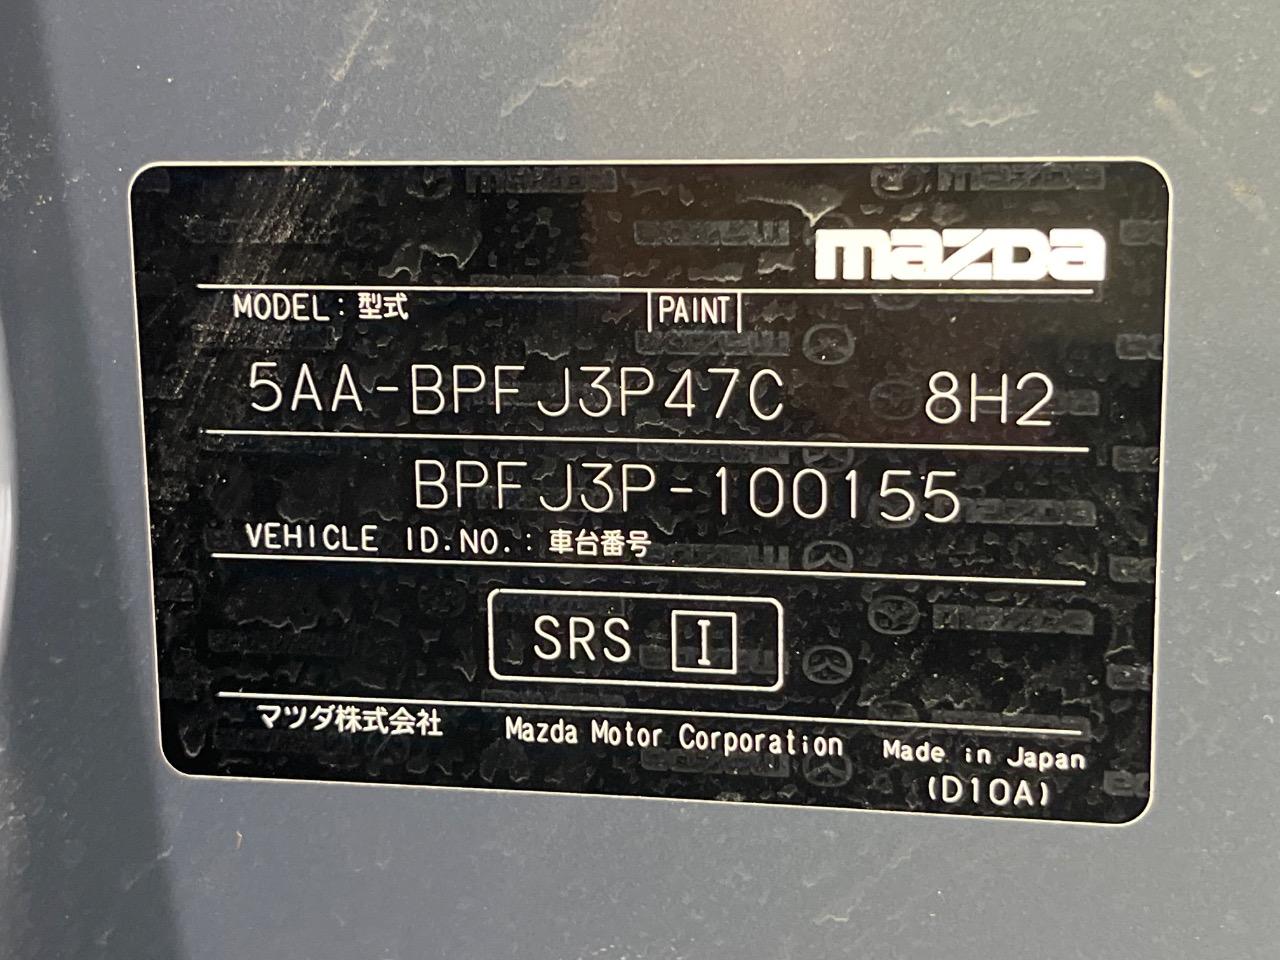 mazda
MODEL：型式 PAINT
5AA-BPFJ3P47C 8H2
BPFJ3P-100155
VEHICLE ID.NO.：車台番号
SRS I
マツダ株式会社 Mazda Motor Corporation Made in Japan
(D10A)